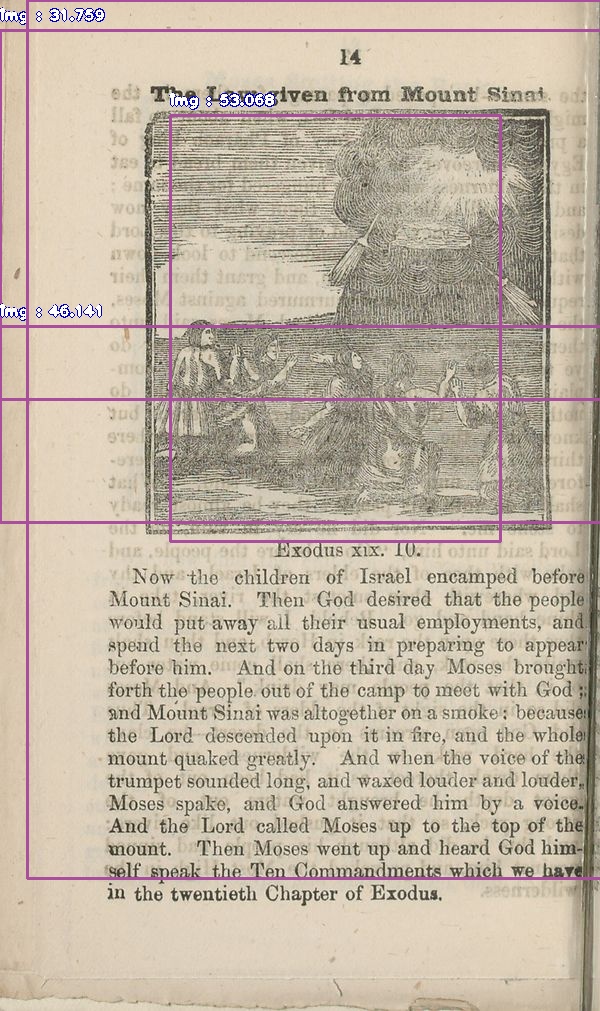 img : 31.759
14
The Law given from Mount Sinai
img : 53.068
img : 46.141
Exodus xix. 10.
Now the children of Israel encamped before
Mount Sinai. Then God desired that the people
would put away all their usual employments, and
spend the next two days in preparing to appear
before him. And on the third day Moses brought
forth the people out of the camp to meet with God ;
and Mount Sinai was altogether on a smoke : because
the Lord descended upon it in fire, and the whole
mount quaked greatly. And when the voice of the
trumpet sounded long, and waxed louder and louder,
Moses spake, and God answered him by a voice.
And the Lord called Moses up to the top of the
mount. Then Moses went up and heard God him-
self speak the Ten Commandments which we have
in the twentieth Chapter of Exodus.